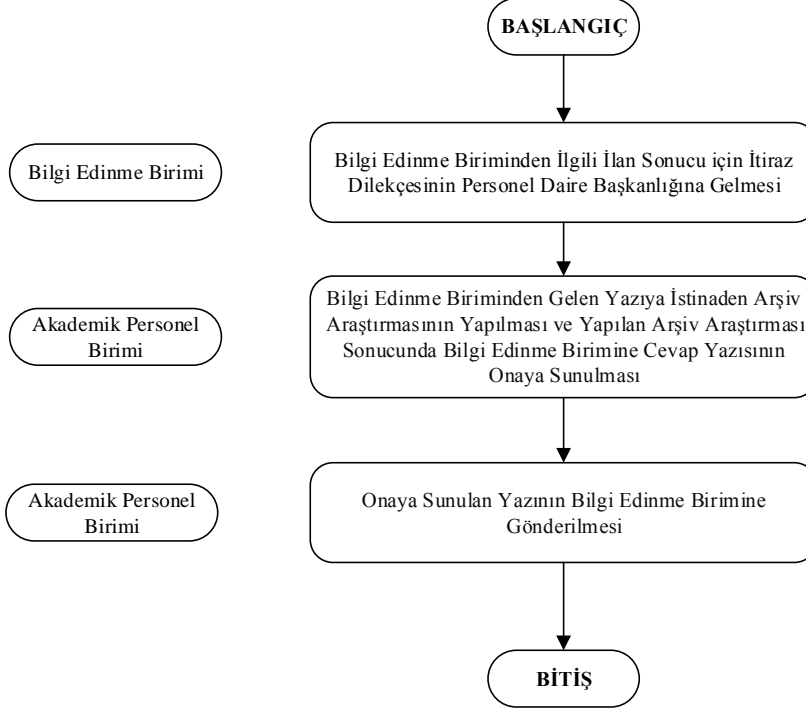 BAŞLANGIÇ
Bilgi Edinme Birimi
Bilgi Edinme Biriminden İlgili İlan Sonucu için İtiraz
Dilekçesinin Personel Daire Başkanlığına Gelmesi
Akademik Personel
Birimi
Bilgi Edinme Biriminden Gelen Yazıya İstinaden Arşiv
Araştırmasının Yapılması ve Yapılan Arşiv Araştırması
Sonucunda Bilgi Edinme Birimine Cevap Yazısının
Onaya Sunulması
Akademik Personel
Birimi
Onaya Sunulan Yazının Bilgi Edinme Birimine
Gönderilmesi
BİTİŞ